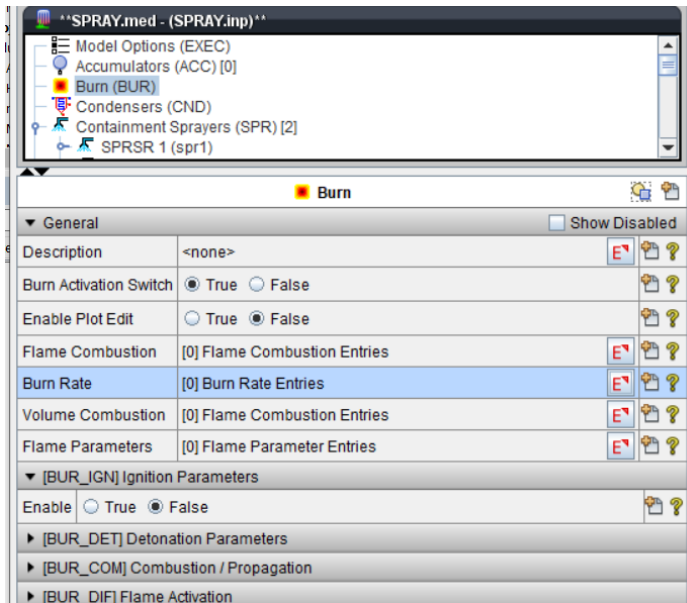 **SPRAY.med - (SPRAY.inp)**
Model Options (EXEC)
Accumulators (ACC) [0]
Burn (BUR)
Condensers (CND)
Containment Sprayers (SPR) [2]
SPRSR 1 (spr1)
Burn
General Show Disabled
Description <none> E
Burn Activation Switch True False
Enable Plot Edit True False
Flame Combustion [0] Flame Combustion Entries E
Burn Rate [0] Burn Rate Entries E
Volume Combustion [0] Flame Combustion Entries E
Flame Parameters [0] Flame Parameter Entries E
[BUR_IGN] Ignition Parameters
Enable True False
[BUR_DET] Detonation Parameters
[BUR_COM] Combustion / Propagation
[BUR_DIF] Flame Activation